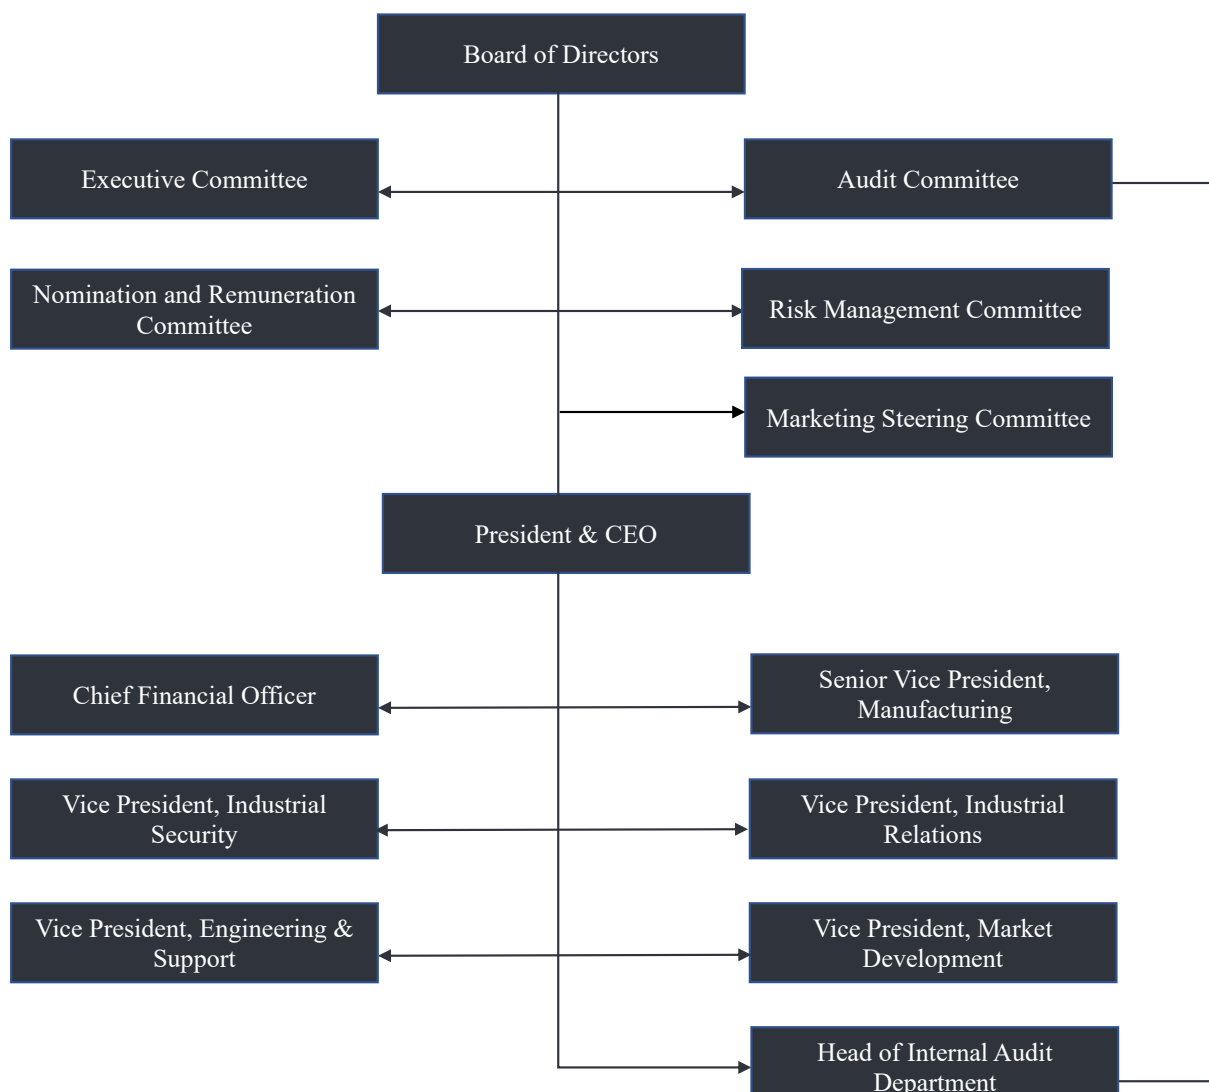 Board of Directors
Executive Committee
Audit Committee
Nomination and Remuneration
Committee
Risk Management Committee
Marketing Steering Committee
President & CEO
Chief Financial Officer
Senior Vice President,
Manufacturing
Vice President, Industrial
Security
Vice President, Industrial
Relations
Vice President, Engineering &
Support
Vice President, Market
Development
Head of Internal Audit
Department